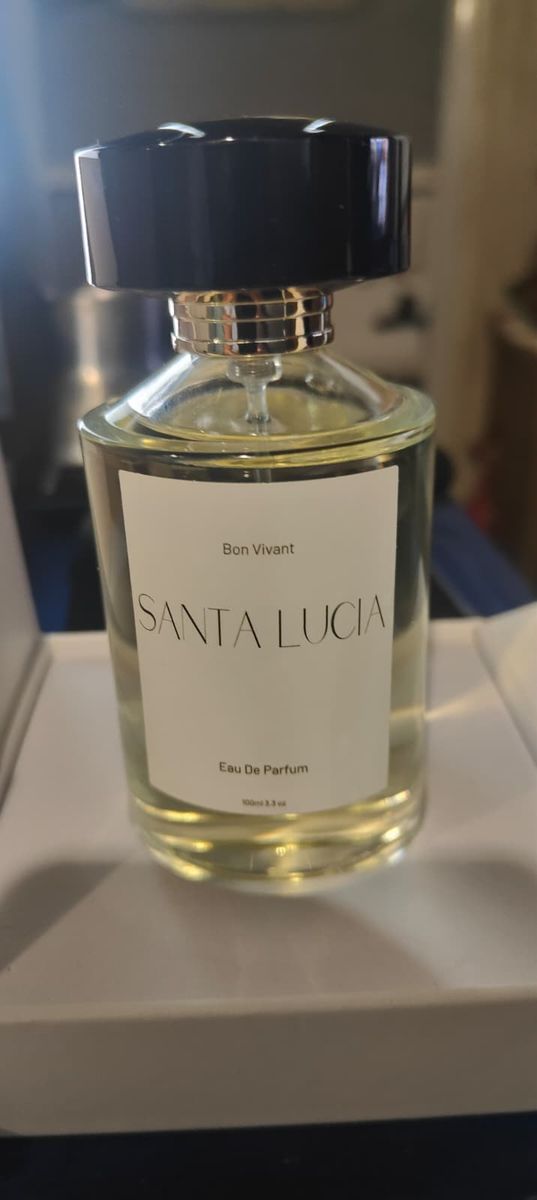 Bon Vivant
SANTA LUCIA
Eau De Parfum
100ml 3.3 oz